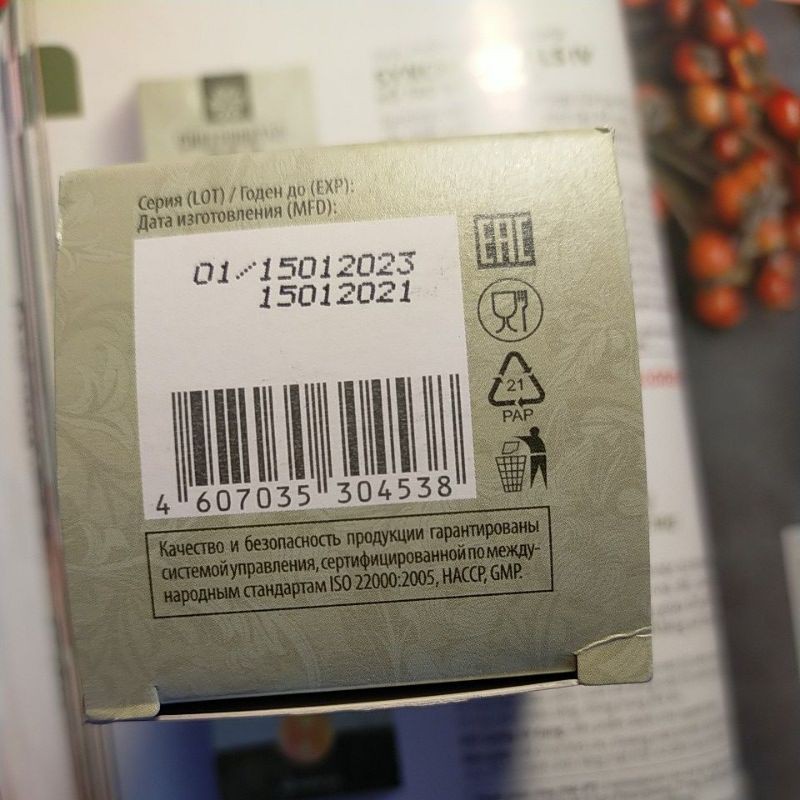 Серия (LOT) / Годен до (EXP):
Дата изготовления (MFD):
01/15012023
15012021
EAC
21
PAP
4 607035 304538
Качество и безопасность продукции гарантированы
системой управления, сертифицированной по между-
народным стандартам ISO 22000:2005, HACCP, GMP.